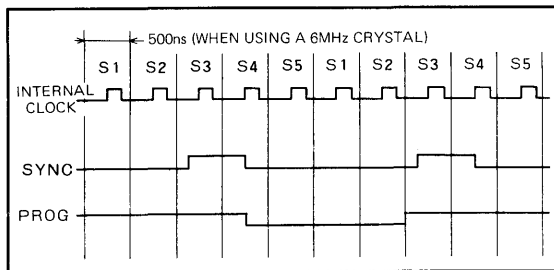 500ns (WHEN USING A 6MHz CRYSTAL)
S1 S2 S3 S4 S5 S1 S2 S3 S4 S5
INTERNAL
CLOCK
SYNC
PROG